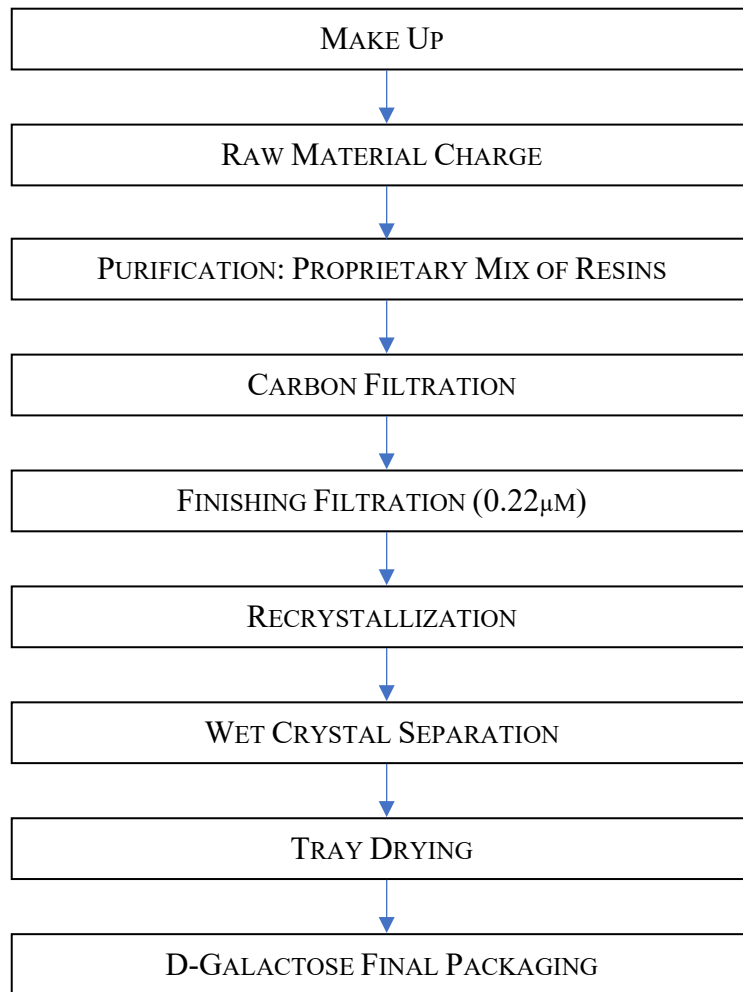 MAKE UP
RAW MATERIAL CHARGE
PURIFICATION: PROPRIETARY MIX OF RESINS
CARBON FILTRATION
FINISHING FILTRATION (0.22μM)
RECRYSTALLIZATION
WET CRYSTAL SEPARATION
TRAY DRYING
D-GALACTOSE FINAL PACKAGING